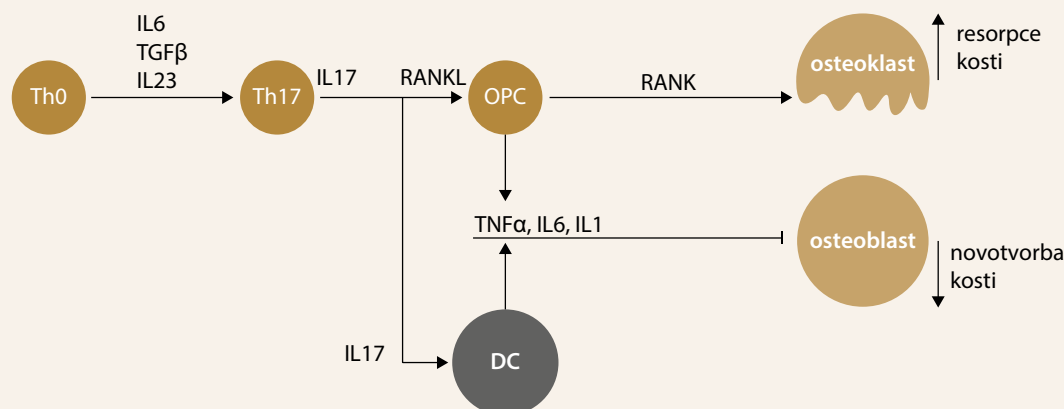 IL6
TGFβ
IL23
Th0
Th17
IL17
RANKL
OPC
RANK
osteoklast
resorpce
kosti
TNFα, IL6, IL1
osteoblast
novotvorba
kosti
IL17
DC